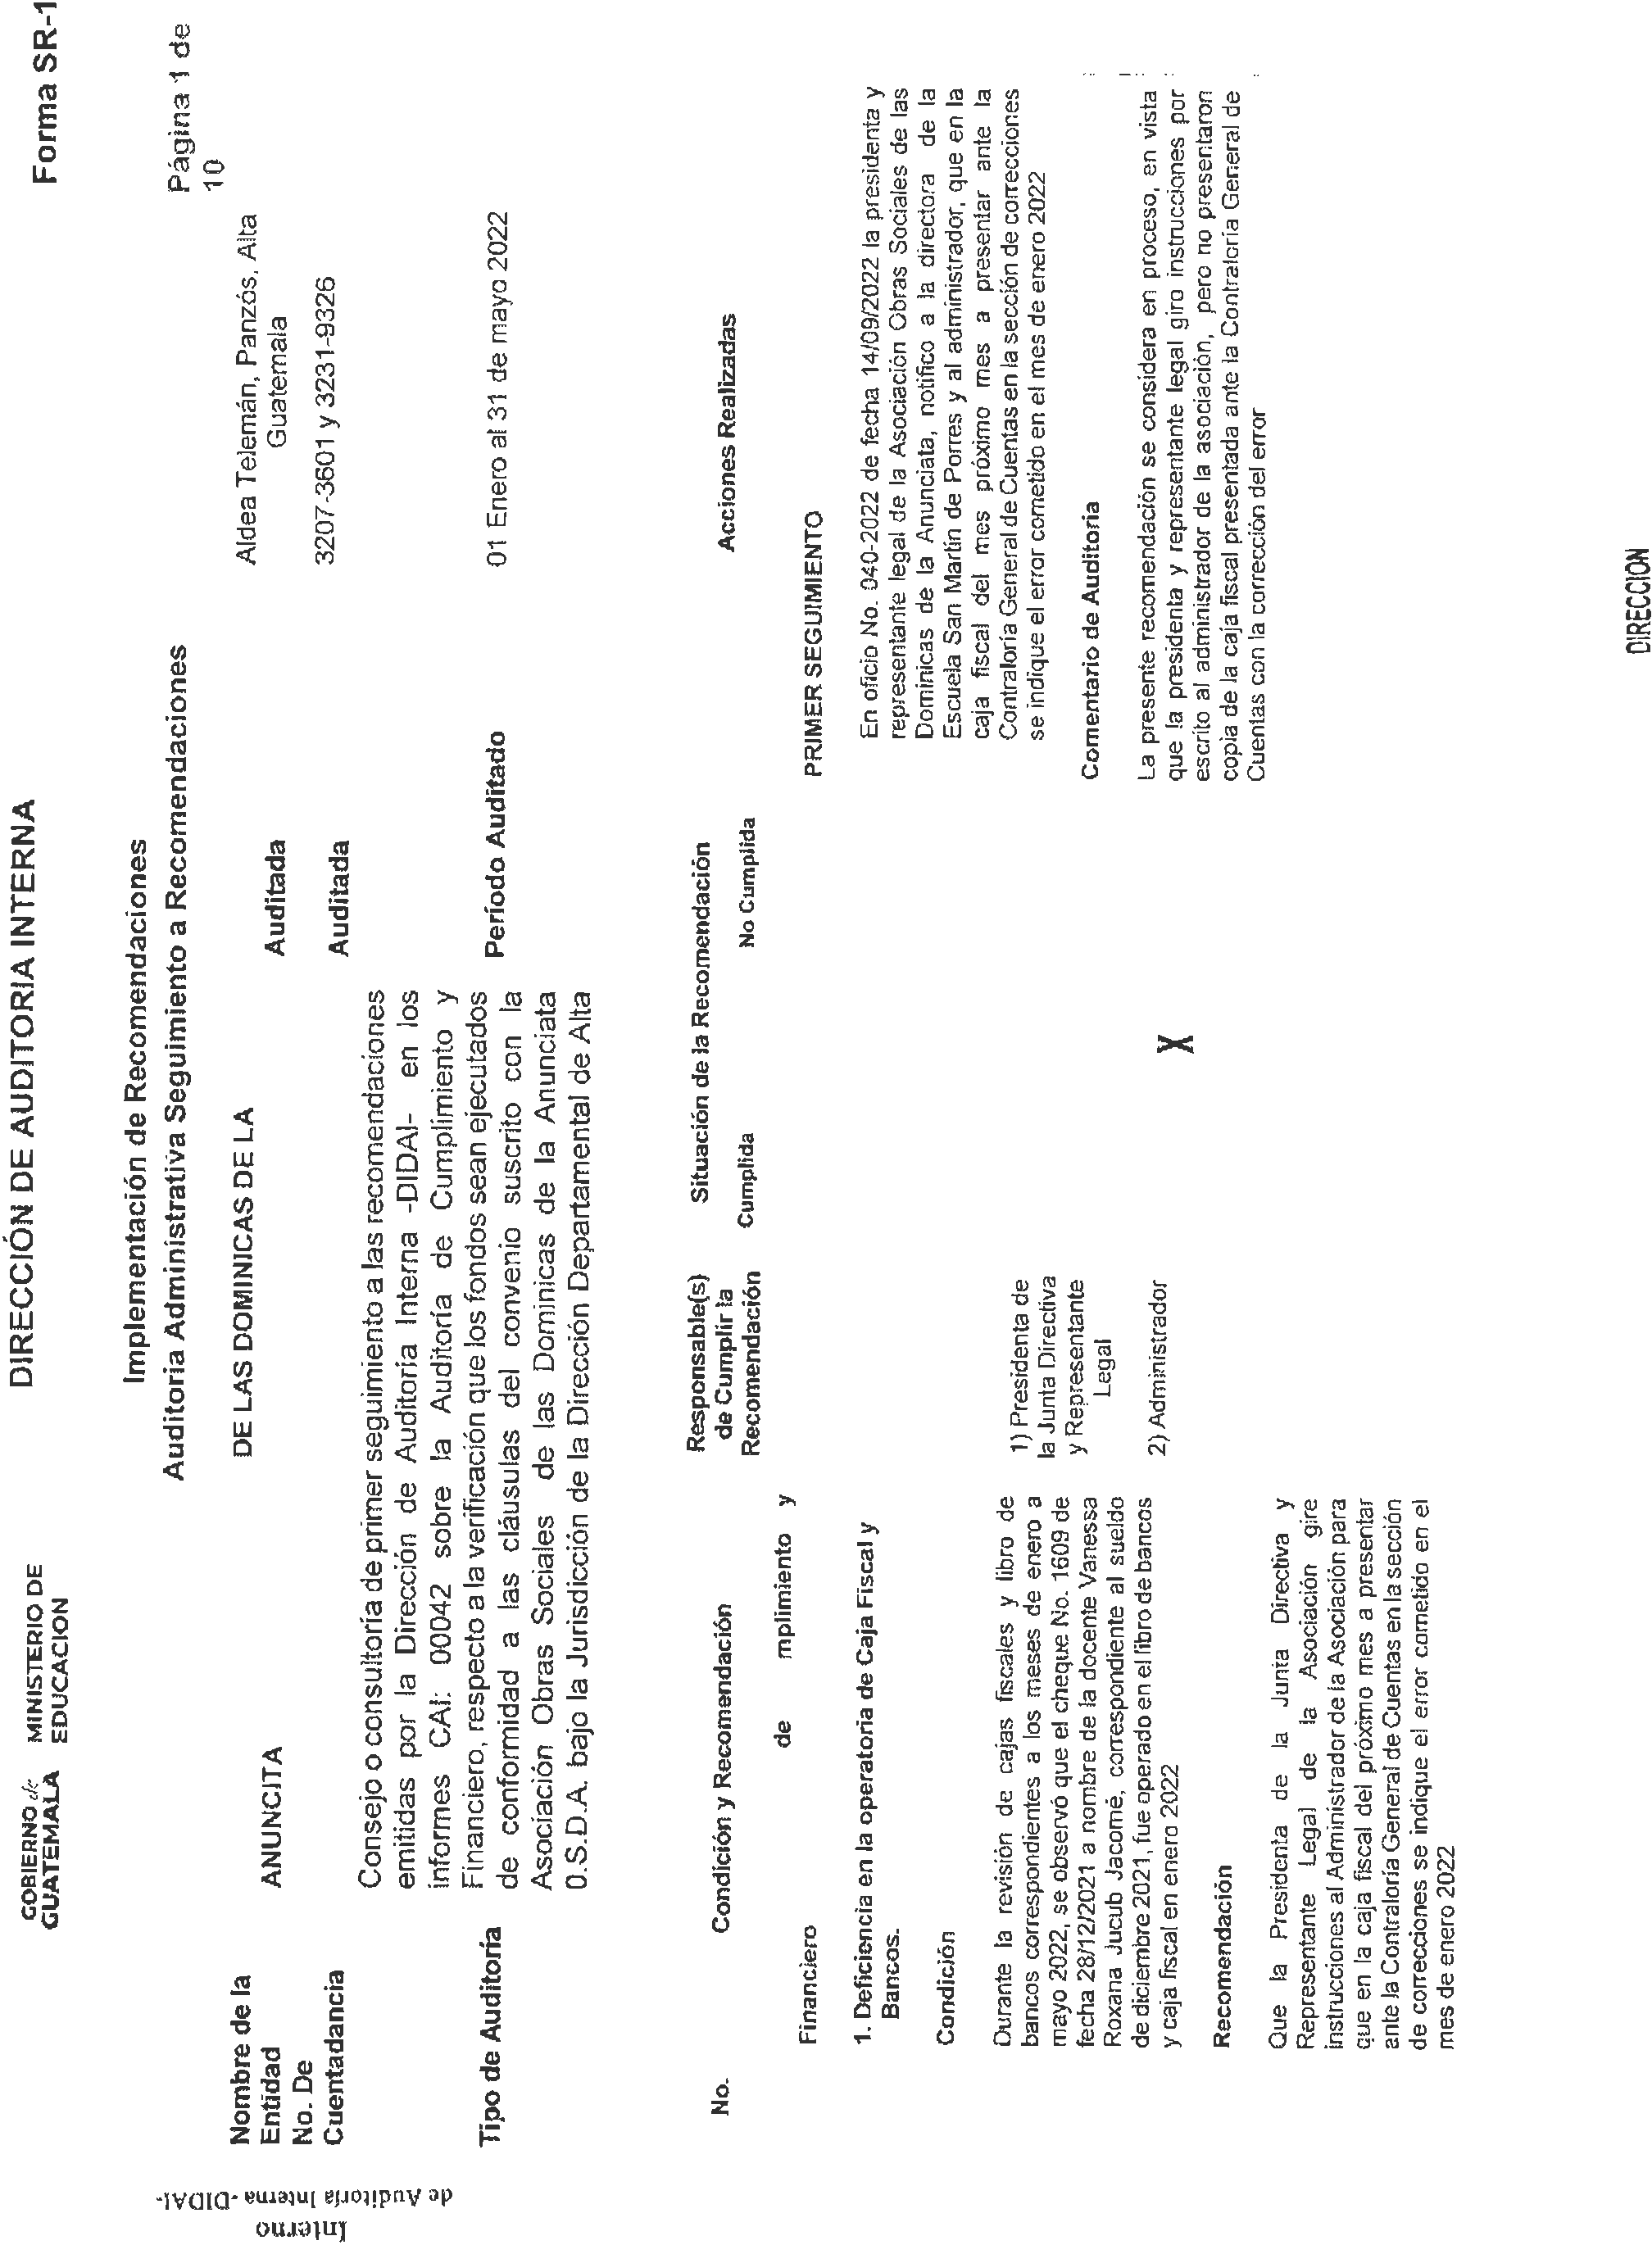 DIRECCIÓN DE AUDITORIA INTERNA
Forma SR-1
GOBIERNO de
GUATEMALA
MINISTERIO DE
EDUCACION
Implementación de Recomendaciones
Auditoria Administrativa Seguimiento a Recomendaciones
Página 1 de
10
Nombre de la
Entidad
DE LAS DOMINICAS DE LA
ANUNCITA
Auditada
Aldea Telemán, Panzós, Alta
Guatemala
No. De
Cuentadancia
Auditada
3207-3601 y 3231-9326
Tipo de Auditoría
Consejo o consultoría de primer seguimiento a las recomendaciones
emitidas por la Dirección de Auditoría Interna -DIDAI- en los
informes CAI: 00042 sobre la Auditoría de Cumplimiento y
Financiero, respecto a la verificación que los fondos sean ejecutados
de conformidad a las cláusulas del convenio suscrito con la
Asociación Obras Sociales de las Dominicas de la Anunciata
O.S.D.A. bajo la Jurisdicción de la Dirección Departamental de Alta
Período Auditado
01 Enero al 31 de mayo 2022
No.
Condición y Recomendación
Responsable(s)
de Cumplir la
Recomendación
Situación de la Recomendación
Cumplida
No Cumplida
Acciones Realizadas
de mplimiento y
Financiero
1. Deficiencia en la operatoria de Caja Fiscal y
Bancos.
Condición
Durante la revisión de cajas fiscales y libro de
bancos correspondientes a los meses de enero a
mayo 2022, se observó que el cheque No. 1609 de
fecha 28/12/2021 a nombre de la docente Vanessa
Roxana Jucub Jacomé, correspondiente al sueldo
de diciembre 2021, fue operado en el libro de bancos
y caja fiscal en enero 2022
Recomendación
Que la Presidenta de la Junta Directiva y
Representante Legal de la Asociación gire
instrucciones al Administrador de la Asociación para
que en la caja fiscal del próximo mes a presentar
ante la Contraloría General de Cuentas en la sección
de correcciones se indique el error cometido en el
mes de enero 2022
1) Presidenta de
la Junta Directiva
y Representante
Legal
2) Administrador
X
PRIMER SEGUIMIENTO
En oficio No. 040-2022 de fecha 14/09/2022 la presidenta y
representante legal de la Asociación Obras Sociales de las
Dominicas de la Anunciata, notifico a la directora de la
Escuela San Martín de Porres y al administrador, que en la
caja fiscal del mes próximo mes a presentar ante la
Contraloría General de Cuentas en la sección de correcciones
se indique el error cometido en el mes de enero 2022
Comentario de Auditoria
La presente recomendación se considera en proceso, en vista
que la presidenta y representante legal giro instrucciones por
escrito al administrador de la asociación, pero no presentaron
copia de la caja fiscal presentada ante la Contraloría General de
Cuentas con la corrección del error
DIRECCION
Interno
de Auditoría Interna -DIDAI-